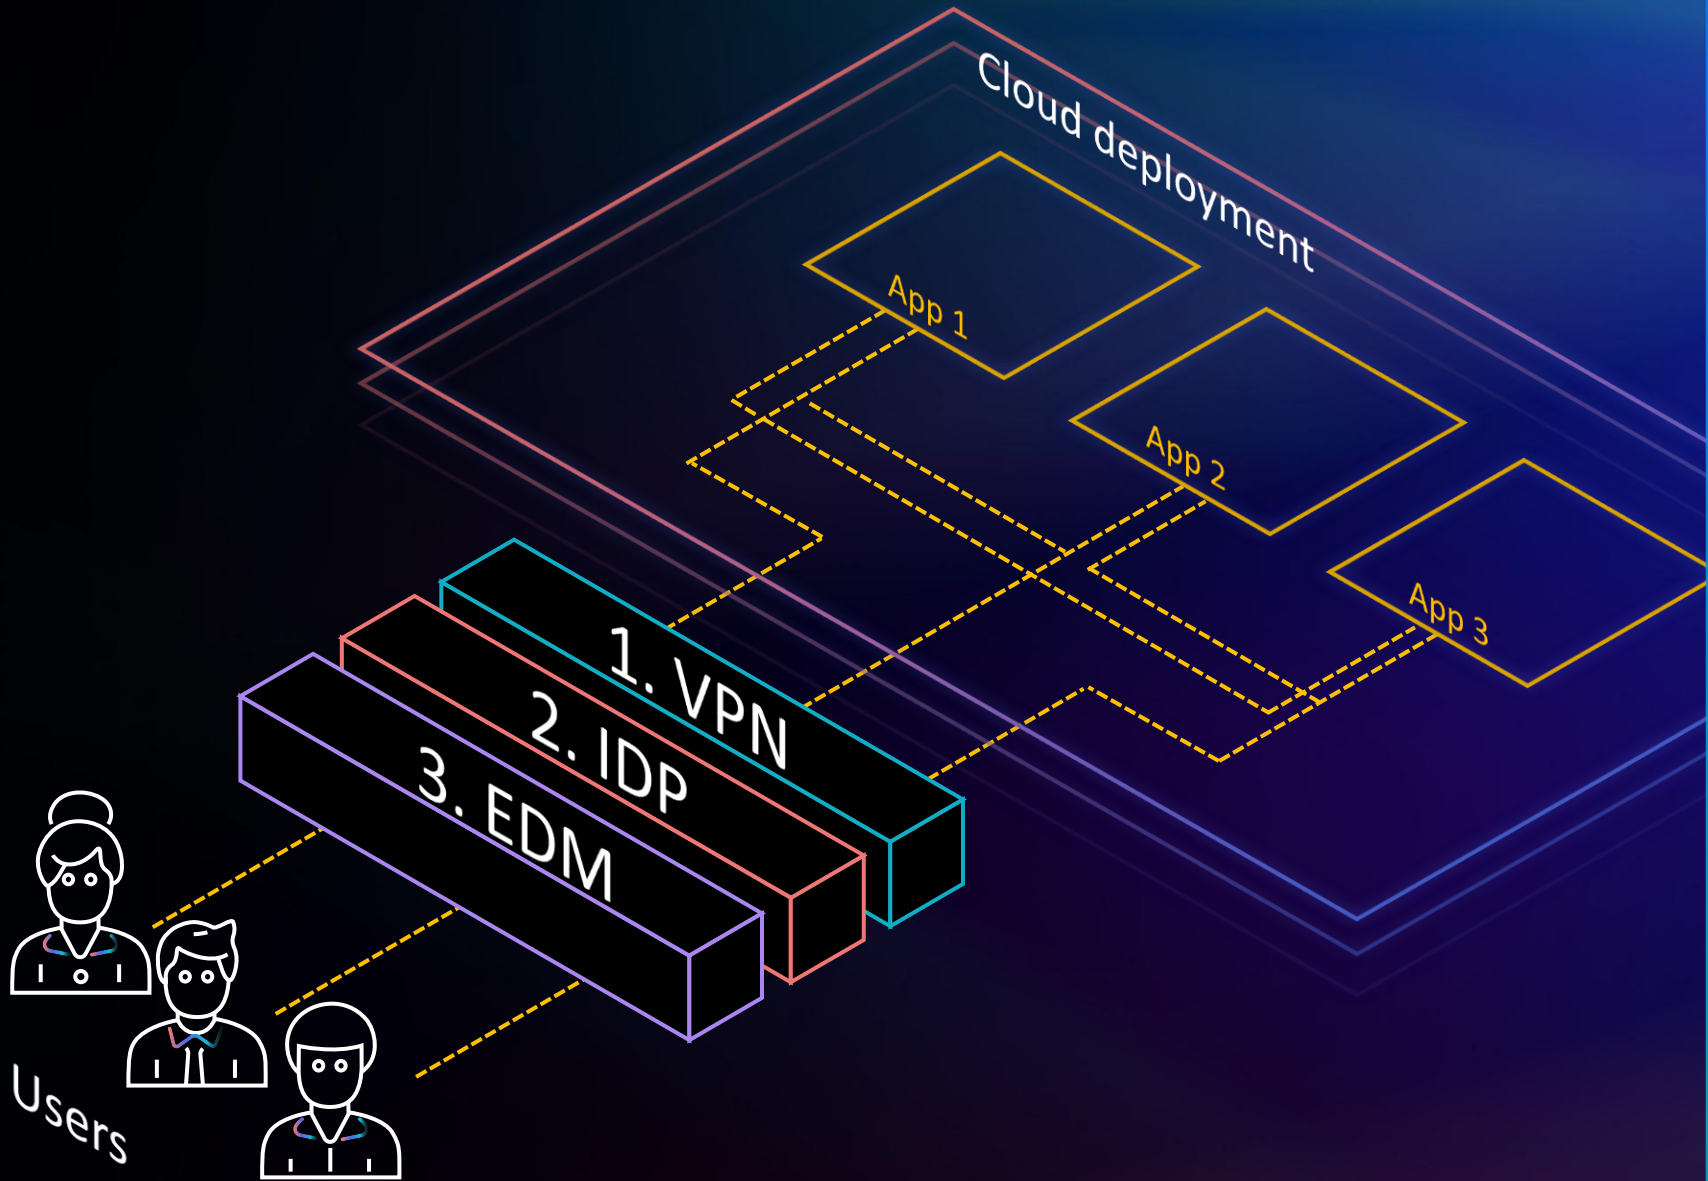 Cloud deployment
App 1
App 2
App 3
1. VPN
2. IDP
3. EDM
Users